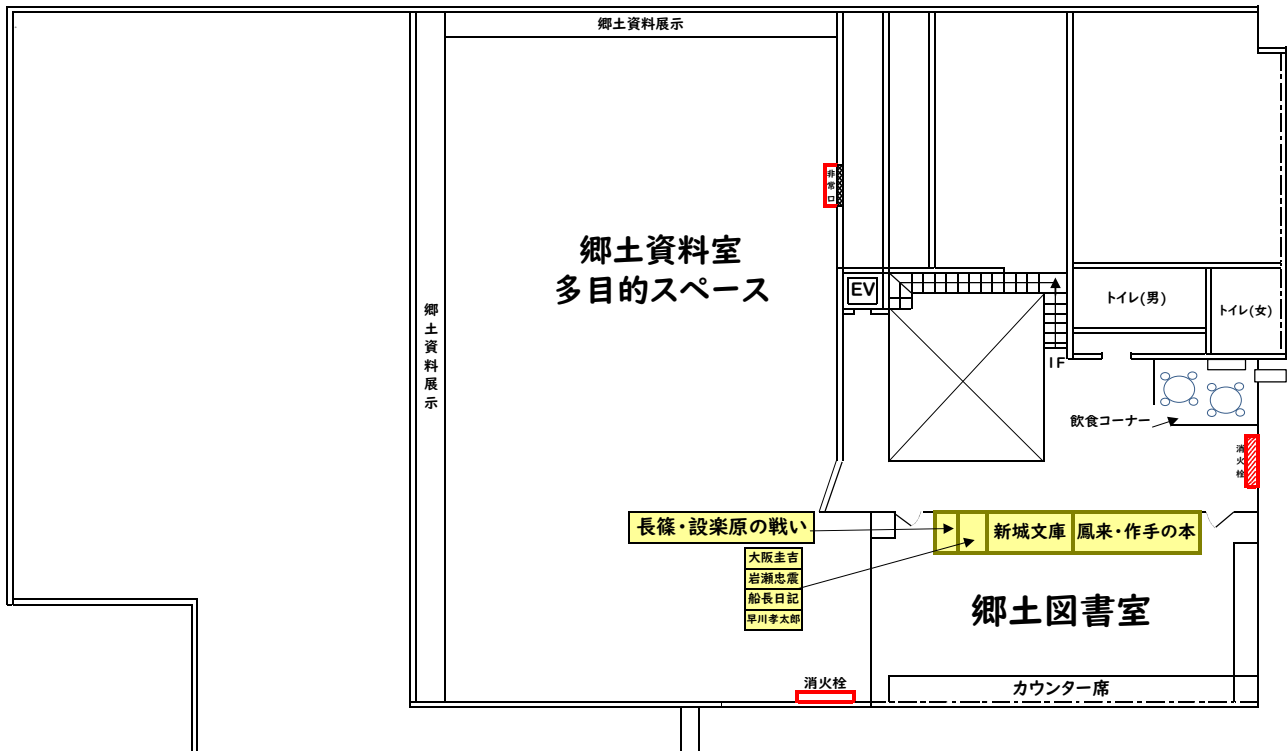 郷土資料展示
非常口
郷土資料室
多目的スペース
EV
トイレ(男)
トイレ(女)
郷土資料展示
1F
飲食コーナー
消火栓
長篠・設楽原の戦い
新城文庫
鳳来・作手の本
大阪圭吉
岩瀬忠震
船長日記
早川孝太郎
郷土図書室
消火栓
カウンター席